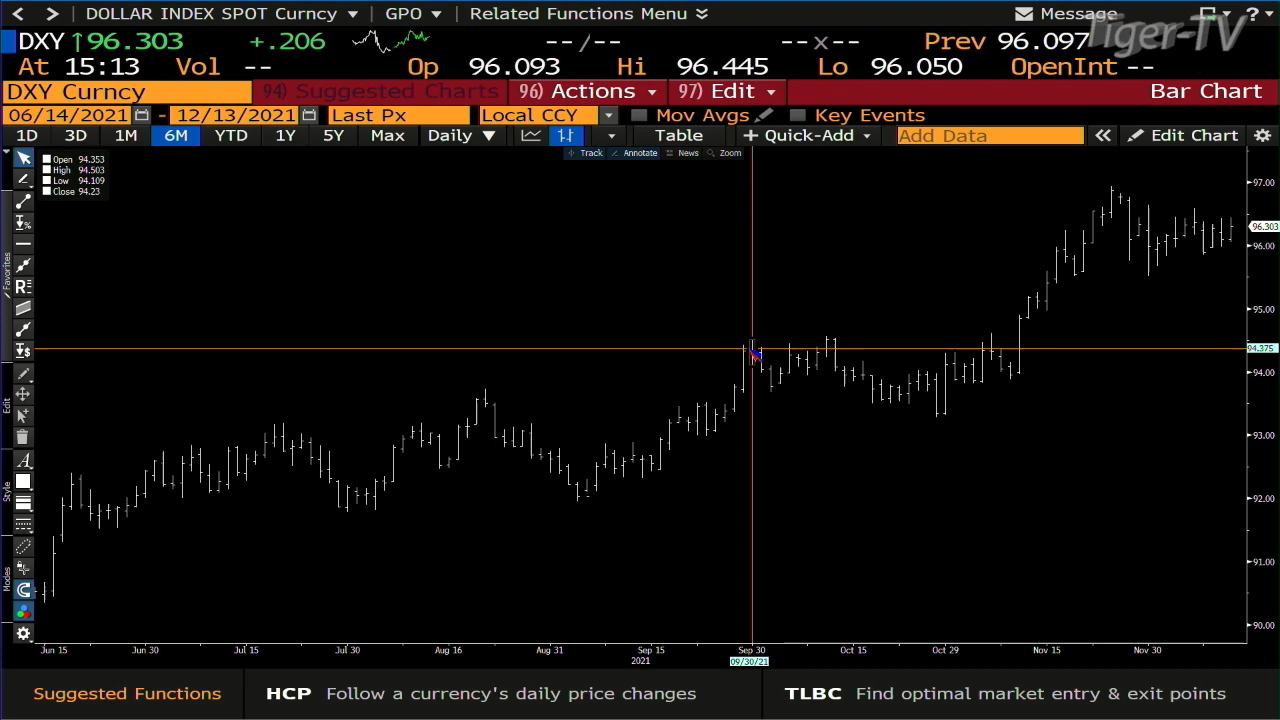 DOLLAR INDEX SPOT Curncy GPO Related Functions Menu Message ?
Tiger-TV
DXY ↑96.303 +.206 --/-- --x-- Prev 96.097
At 15:13 Vol -- Op 96.093 Hi 96.445 Lo 96.050 OpenInt --
DXY Curncy 94) Suggested Charts 96) Actions 97) Edit Bar Chart
06/14/2021 - 12/13/2021 Last Px Local CCY Mov Avgs Key Events
1D 3D 1M 6M YTD 1Y 5Y Max Daily ▼ Table + Quick-Add Add Data « Edit Chart
Track Annotate News Zoom
Open 94.353
High 94.503
Low 94.109
Close 94.23
97.00
96.303
96.00
95.00
94.375
94.00
93.00
92.00
91.00
90.00
Favorites
Edit
Style
Modes
Jun 15 Jun 30 Jul 15 Jul 30 Aug 16 Aug 31 Sep 15 Sep 30 Oct 15 Oct 29 Nov 15 Nov 30
2021 09/30/21
Suggested Functions HCP Follow a currency's daily price changes TLBC Find optimal market entry & exit points